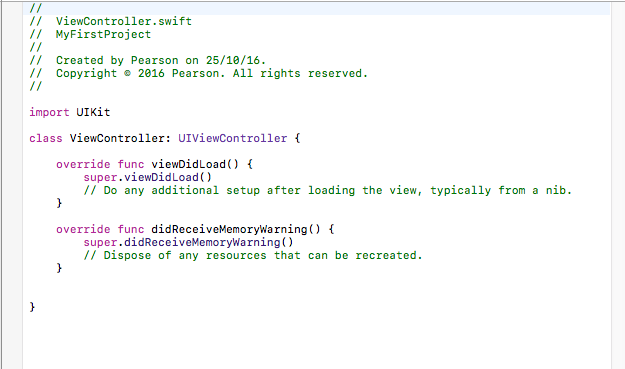 //
//  ViewController.swift
//  MyFirstProject
//
//  Created by Pearson on 25/10/16.
//  Copyright © 2016 Pearson. All rights reserved.
//

import UIKit

class ViewController: UIViewController {

    override func viewDidLoad() {
        super.viewDidLoad()
        // Do any additional setup after loading the view, typically from a nib.
    }

    override func didReceiveMemoryWarning() {
        super.didReceiveMemoryWarning()
        // Dispose of any resources that can be recreated.
    }


}